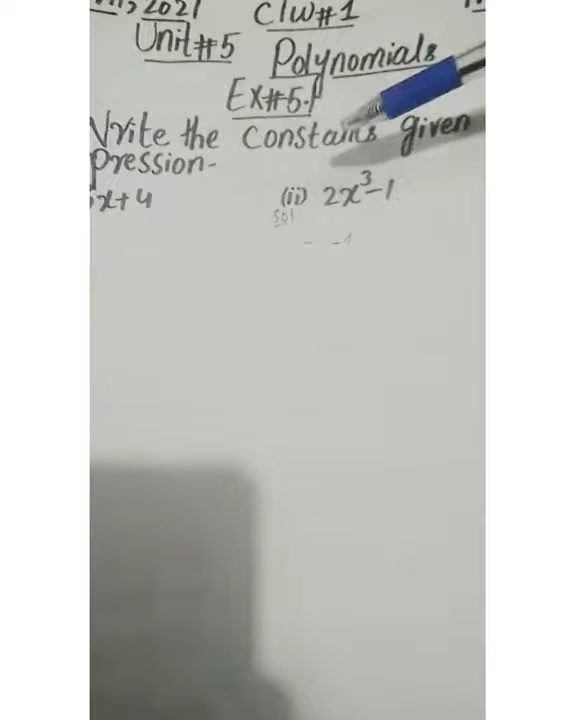 2021 C/W#1
Unit#5 Polynomials
EX#5.1
Write the Constants given
pression-
x+4 (ii) 2x³-1
Sol
-1